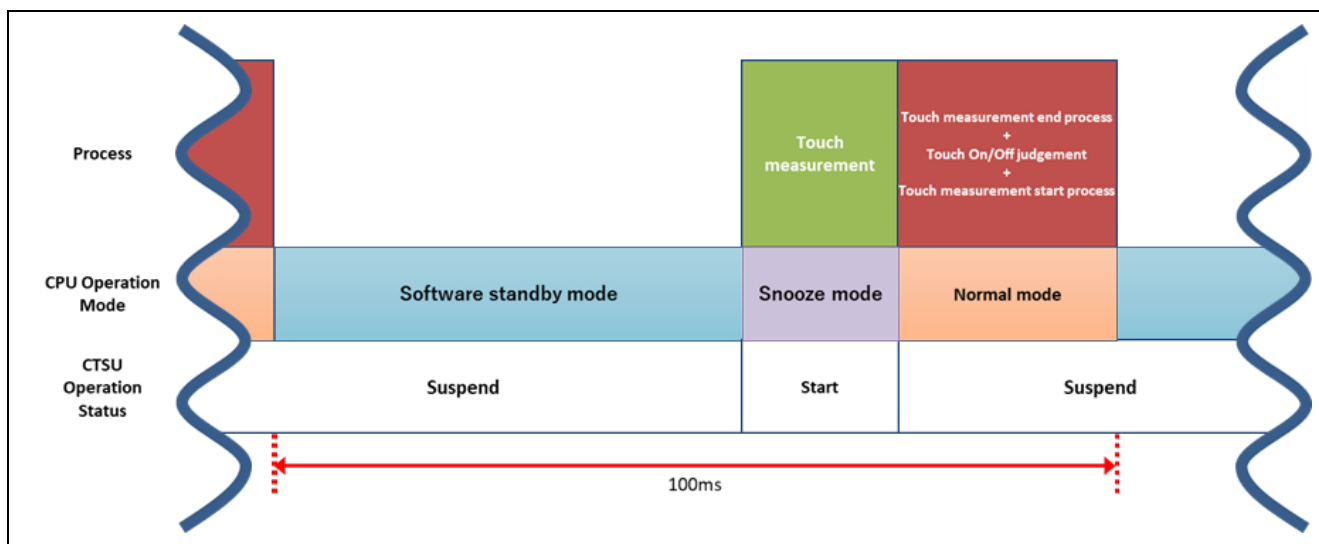 Process
Touch
measurement
Touch measurement end process
+
Touch On/Off judgement
+
Touch measurement start process
CPU Operation
Mode
Software standby mode
Snooze mode
Normal mode
CTSU
Operation
Status
Suspend
Start
Suspend
100ms